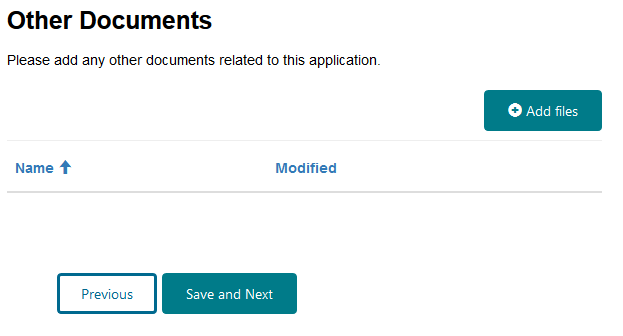 Other Documents
Please add any other documents related to this application.
Add files
Name Modified
Previous Save and Next